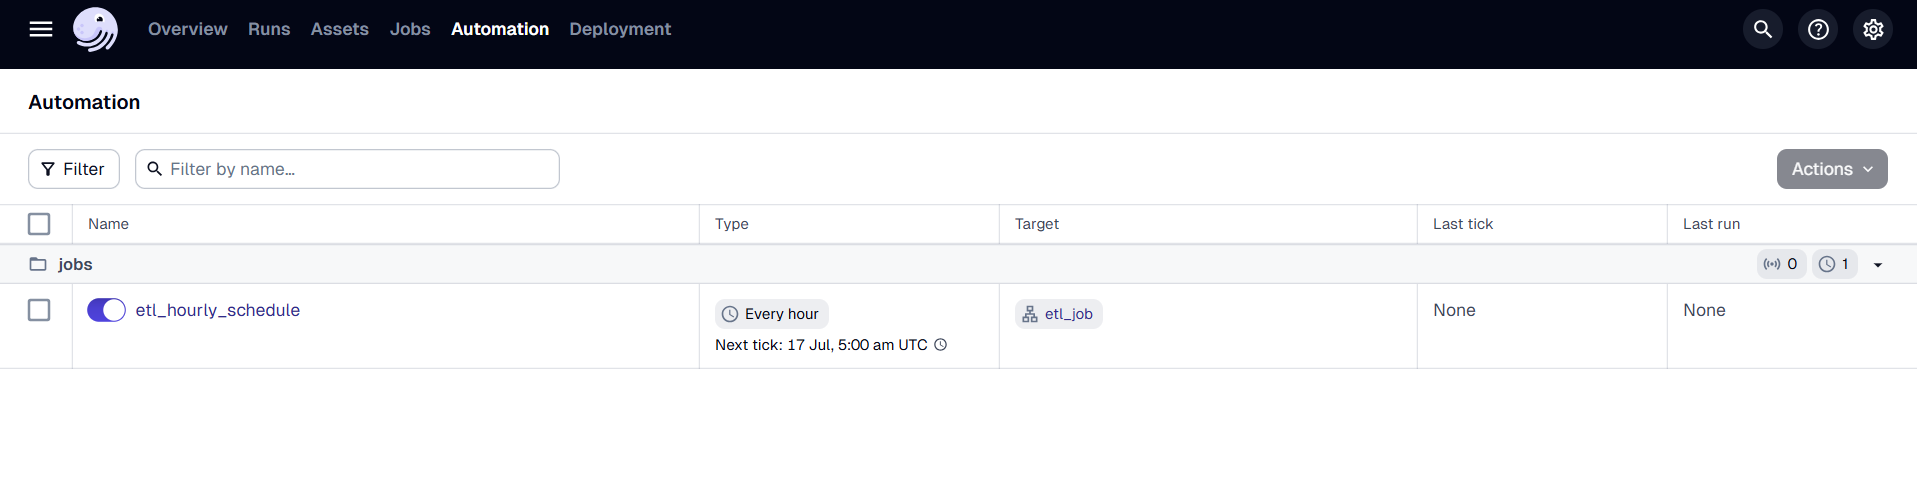 Overview Runs Assets Jobs Automation Deployment
Automation
Filter Filter by name... Actions
Name Type Target Last tick Last run
jobs 0 1
etl_hourly_schedule Every hour etl_job None None
Next tick: 17 Jul, 5:00 am UTC